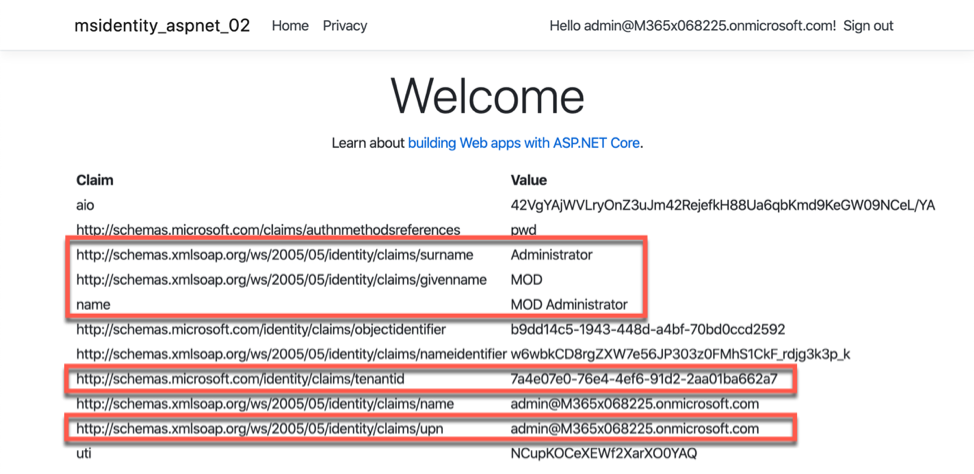 msidentity_aspnet_02 Home Privacy Hello admin@M365x068225.onmicrosoft.com! Sign out
Welcome
Learn about building Web apps with ASP.NET Core.
Claim Value
aio 42VgYAjWVLryOnZ3uJm42RejefkH88Ua6qbKmd9KeGW09NCeL/YA
http://schemas.microsoft.com/claims/authnmethodsreferences pwd
http://schemas.xmlsoap.org/ws/2005/05/identity/claims/surname Administrator
http://schemas.xmlsoap.org/ws/2005/05/identity/claims/givenname MOD
name MOD Administrator
http://schemas.microsoft.com/identity/claims/objectidentifier b9dd14c5-1943-448d-a4bf-70bd0ccd2592
http://schemas.xmlsoap.org/ws/2005/05/identity/claims/nameidentifier w6wbkCD8rgZXW7e56JP303z0FMhS1CkF_rdjg3k3p_k
http://schemas.microsoft.com/identity/claims/tenantid 7a4e07e0-76e4-4ef6-91d2-2aa01ba662a7
http://schemas.xmlsoap.org/ws/2005/05/identity/claims/name admin@M365x068225.onmicrosoft.com
http://schemas.xmlsoap.org/ws/2005/05/identity/claims/upn admin@M365x068225.onmicrosoft.com
uti NCupKOCeXEWf2XarXO0YAQ